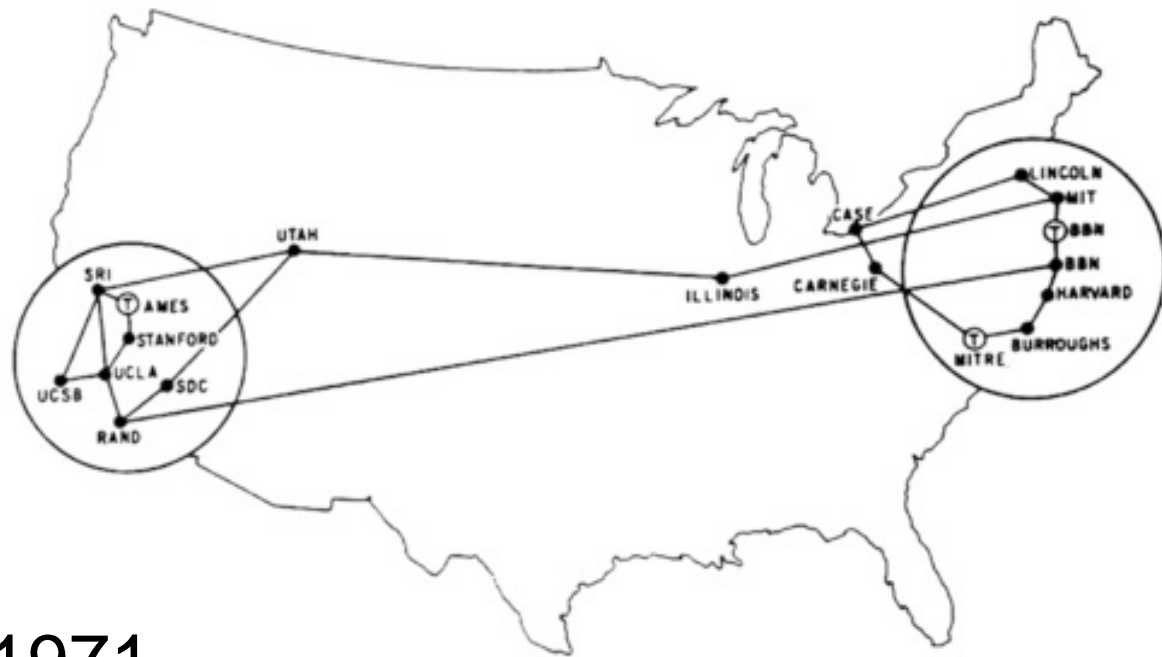 LINCOLN
MIT
CASE
T BBN
UTAH
BBN
SRI
CARNEGIE
ILLINOIS
HARVARD
T AMES
STANFORD
BURROUGHS
T
MITRE
UCLA
SDC
UCSB
RAND
1971